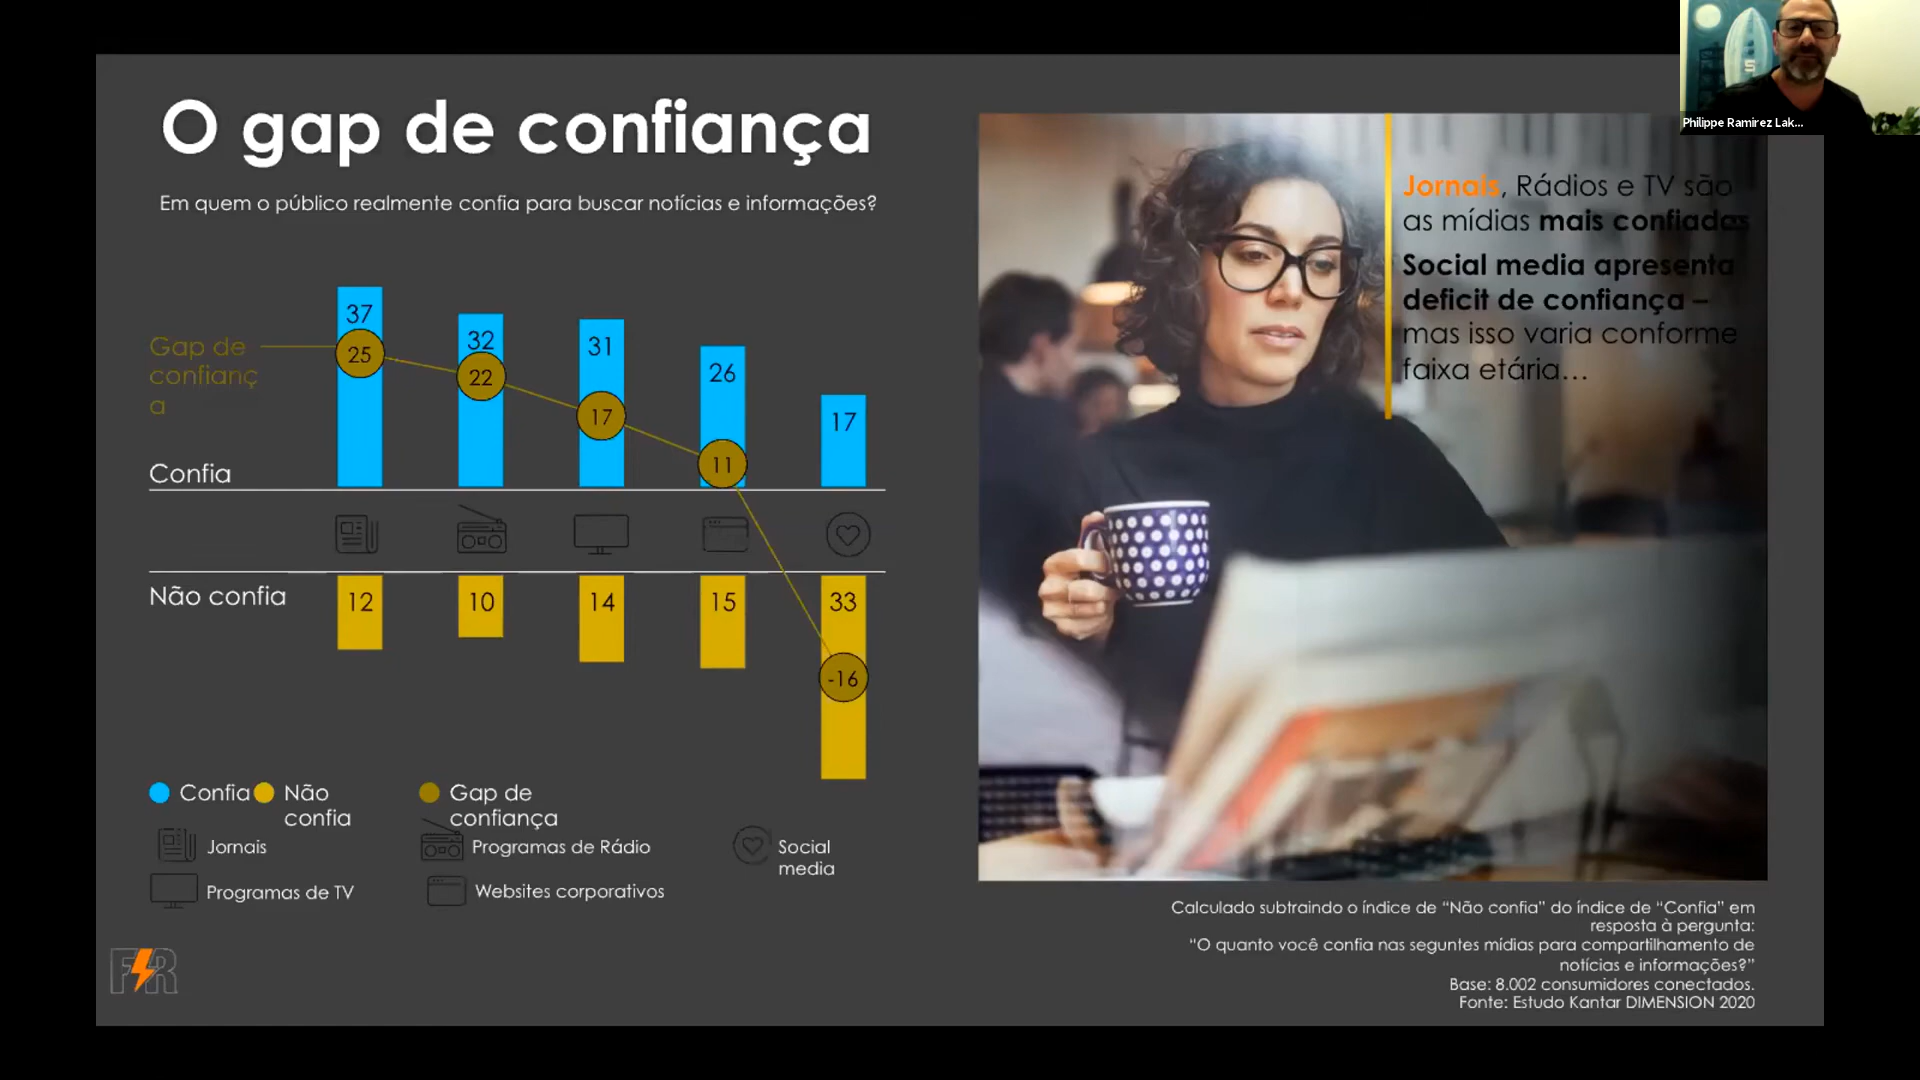 O gap de confiança
Em quem o público realmente confia para buscar notícias e informações?
Philippe Ramirez Lak...
Jornais, Rádios e TV são
as mídias mais confiadas
Social media apresenta
deficit de confiança –
mas isso varia conforme
faixa etária...
Gap de
confianç
a
37
32
31
26
17
25
22
17
11
-16
Confia
Não confia
12
10
14
15
33
Confia
Não
confia
Gap de
confiança
Jornais
Programas de Rádio
Social
media
Programas de TV
Websites corporativos
FR
Calculado subtraindo o índice de “Não confia” do índice de “Confia” em
resposta à pergunta:
“O quanto você confia nas seguntes mídias para compartilhamento de
notícias e informações?”
Base: 8.002 consumidores conectados.
Fonte: Estudo Kantar DIMENSION 2020